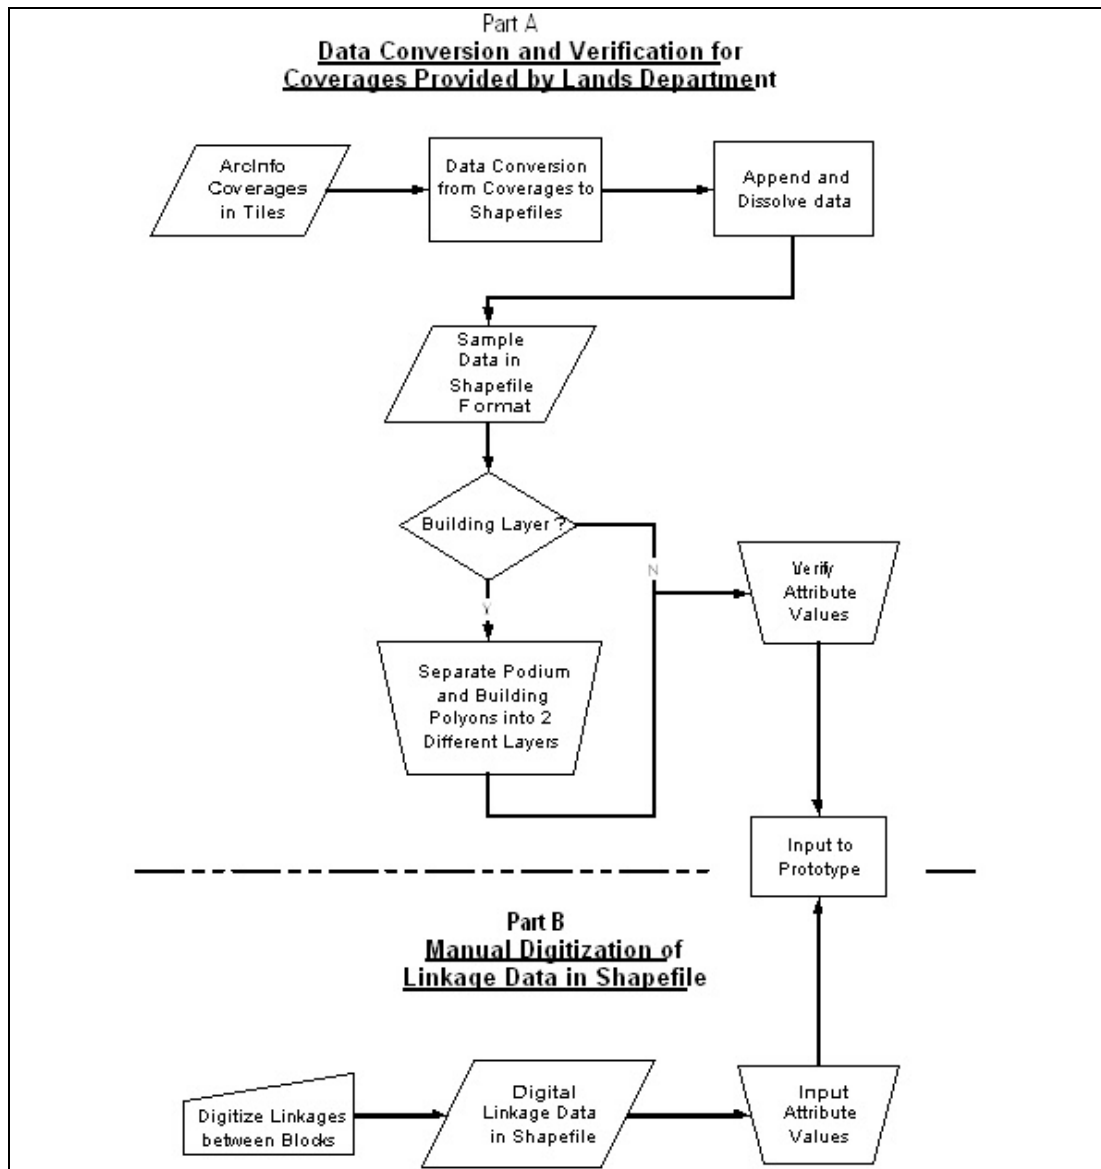 Part A
Data Conversion and Verification for
Coverages Provided by Lands Department
ArcInfo
Coverages
in Tiles
Data Conversion
from Coverages to
Shapefiles
Append and
Dissolve data
Sample
Data in
Shapefile
Format
Building Layer ?
N
Y
Verify
Attribute
Values
Separate Podium
and Building
Polyons into 2
Different Layers
Input to
Prototype
Part B
Manual Digitization of
Linkage Data in Shapefile
Digitize Linkages
between Blocks
Digital
Linkage Data
in Shapefile
Input
Attribute
Values